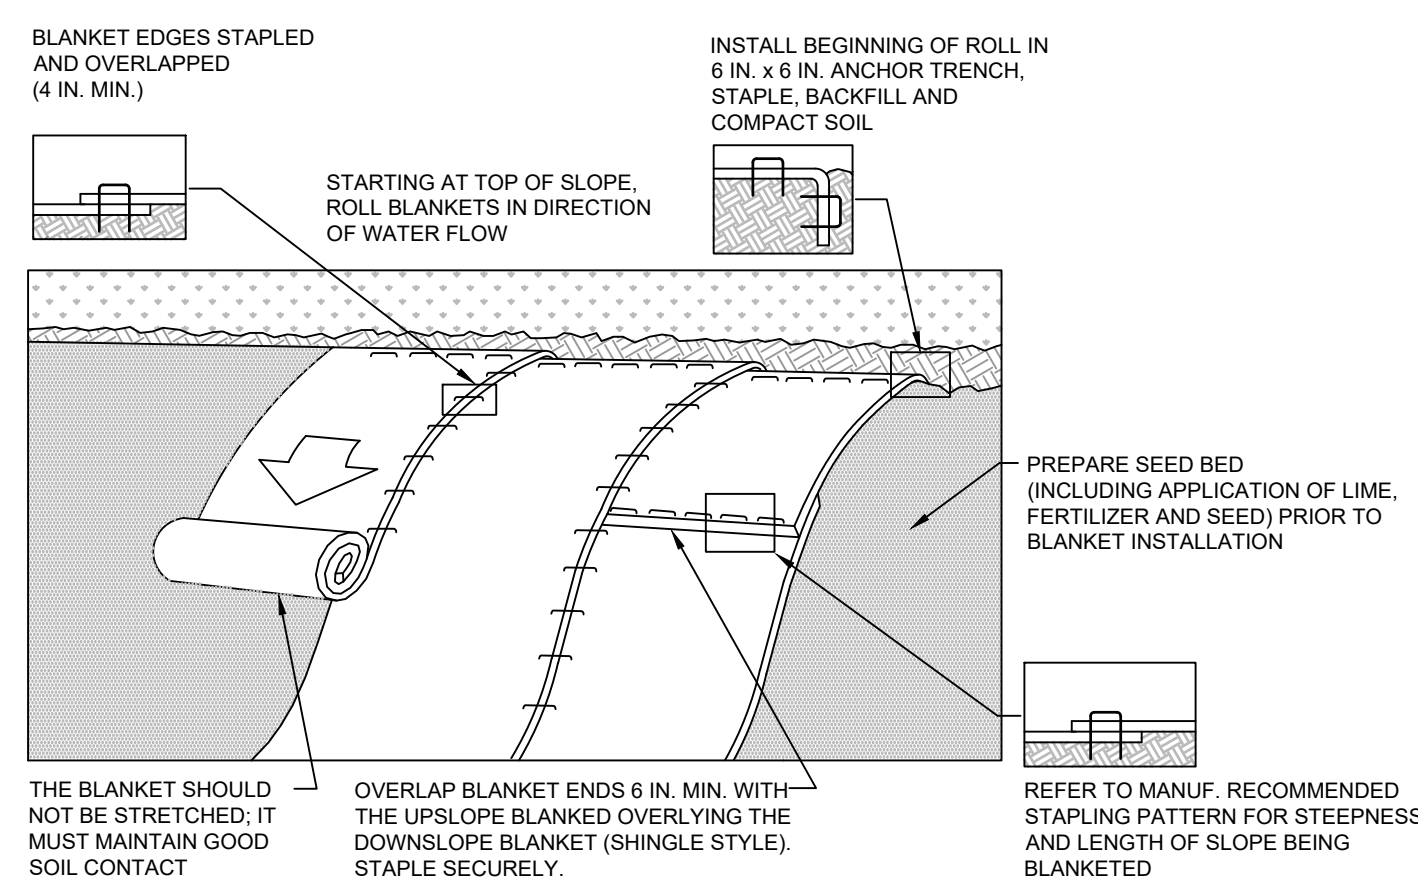 BLANKET EDGES STAPLED
AND OVERLAPPED
(4 IN. MIN.)
INSTALL BEGINNING OF ROLL IN
6 IN. x 6 IN. ANCHOR TRENCH,
STAPLE, BACKFILL AND
COMPACT SOIL
STARTING AT TOP OF SLOPE,
ROLL BLANKETS IN DIRECTION
OF WATER FLOW
PREPARE SEED BED
(INCLUDING APPLICATION OF LIME,
FERTILIZER AND SEED) PRIOR TO
BLANKET INSTALLATION
THE BLANKET SHOULD
NOT BE STRETCHED; IT
MUST MAINTAIN GOOD
SOIL CONTACT
OVERLAP BLANKET ENDS 6 IN. MIN. WITH
THE UPSLOPE BLANKED OVERLYING THE
DOWNSLOPE BLANKET (SHINGLE STYLE).
STAPLE SECURELY.
REFER TO MANUF. RECOMMENDED
STAPLING PATTERN FOR STEEPNESS
AND LENGTH OF SLOPE BEING
BLANKETED